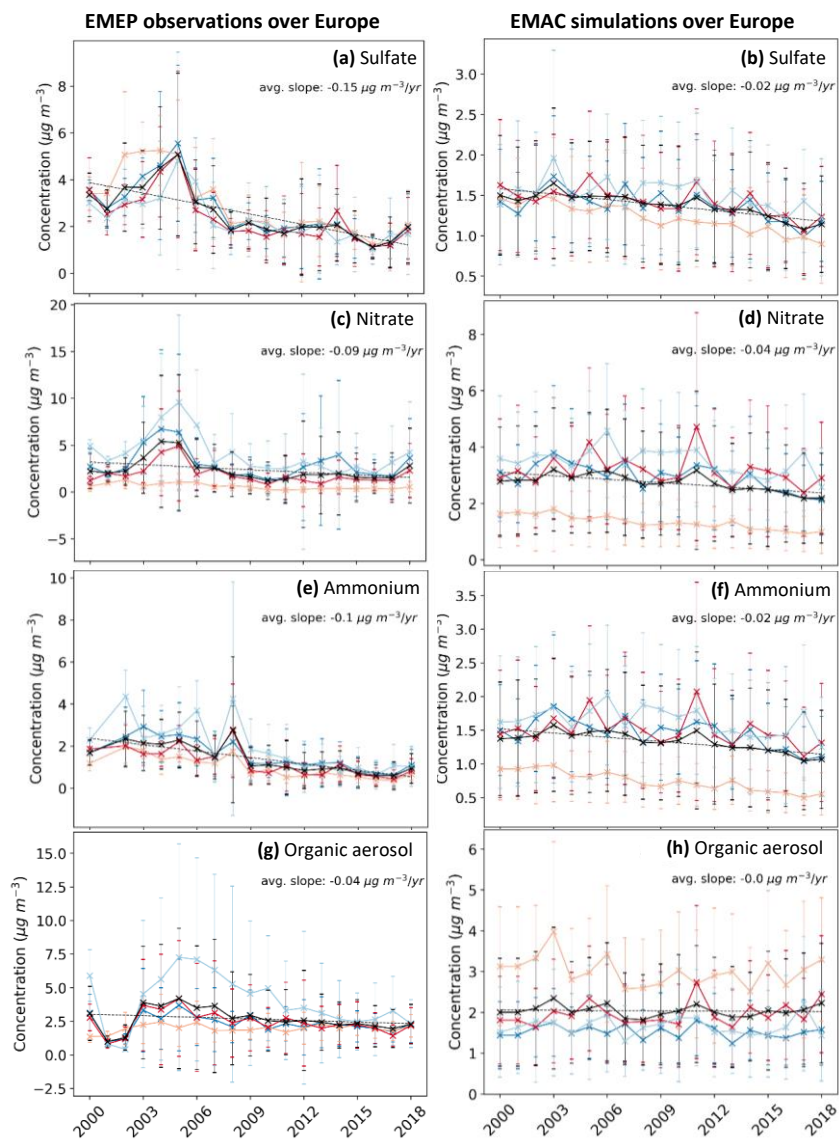 EMEP observations over Europe
EMAC simulations over Europe
(a) Sulfate
avg. slope: -0.15 μg m⁻³/yr
Concentration (μg m⁻³)
8
6
4
2
0
(b) Sulfate
avg. slope: -0.02 μg m⁻³/yr
Concentration (μg m⁻³)
3.0
2.5
2.0
1.5
1.0
0.5
(c) Nitrate
avg. slope: -0.09 μg m⁻³/yr
Concentration (μg m⁻³)
20
15
10
5
0
−5
(d) Nitrate
avg. slope: -0.04 μg m⁻³/yr
Concentration (μg m⁻³)
8
6
4
2
0
(e) Ammonium
avg. slope: -0.1 μg m⁻³/yr
Concentration (μg m⁻³)
10
8
6
4
2
0
(f) Ammonium
avg. slope: -0.02 μg m⁻³/yr
Concentration (μg m⁻³)
3.5
3.0
2.5
2.0
1.5
1.0
0.5
(g) Organic aerosol
avg. slope: -0.04 μg m⁻³/yr
Concentration (μg m⁻³)
15.0
12.5
10.0
7.5
5.0
2.5
0.0
−2.5
2000 2003 2006 2009 2012 2015 2018
(h) Organic aerosol
avg. slope: -0.0 μg m⁻³/yr
Concentration (μg m⁻³)
6
5
4
3
2
1
0
2000 2003 2006 2009 2012 2015 2018